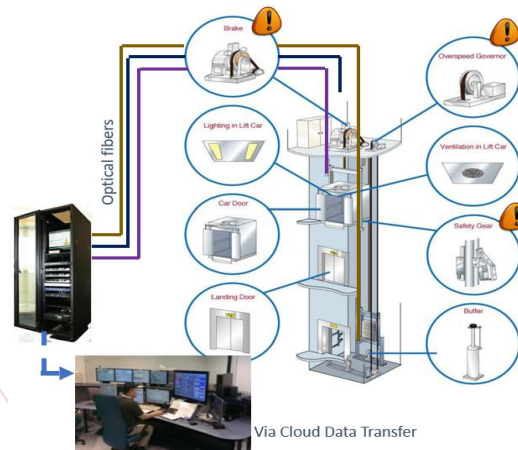 Brake
Overspeed Governor
Lighting in Lift Car
Ventilation in Lift Car
Optical fibers
Car Door
Safety Gear
Landing Door
Buffer
Via Cloud Data Transfer